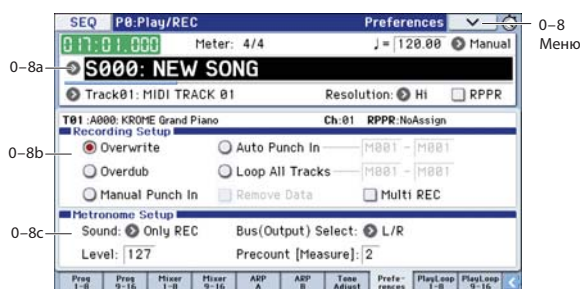 SEQ P0:Play/REC Preferences
017:01.000 Meter: 4/4 ♩= 120.00 Manual
S000: NEW SONG
Track01: MIDI TRACK 01 Resolution: Hi RPPR
T01 :A000: KROME Grand Piano Ch:01 RPPR:NoAssign
Recording Setup
Overwrite Auto Punch In M001 - M001
Overdub Loop All Tracks M001 - M001
Manual Punch In Remove Data Multi REC
Metronome Setup
Sound: Only REC Bus(Output) Select: L/R
Level: 127 Precount [Measure]: 2
Prog 1-8 Prog 9-16 Mixer 1-8 Mixer 9-16 ARP A ARP B Tone Adjust Prefe-rences PlayLoop 1-8 PlayLoop 9-16
0–8
Меню
0–8a
0–8b
0–8c